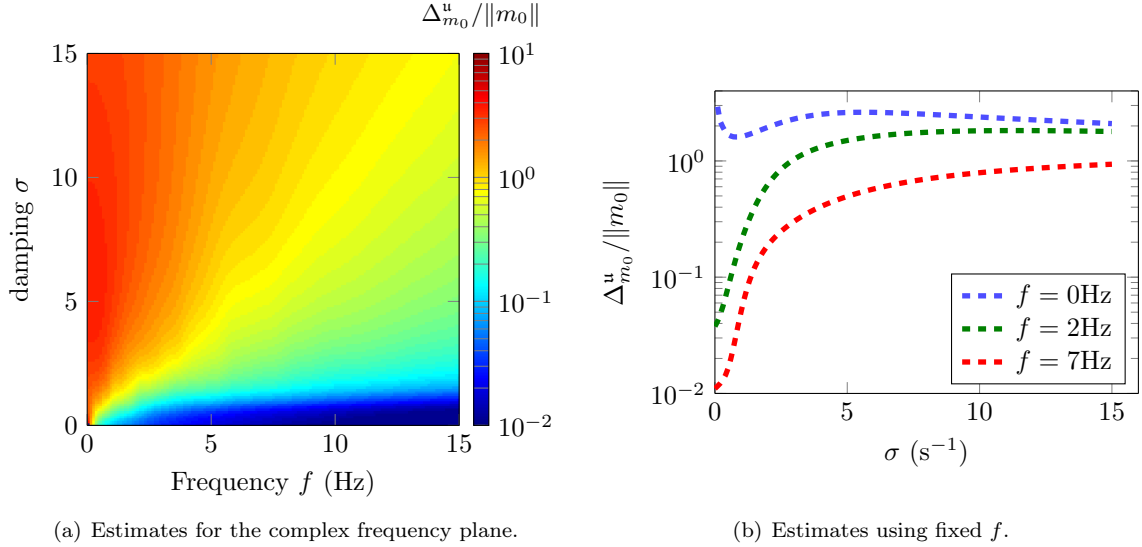 Δ^𝔲_{m_0}/∥m_0∥
15
10
5
0
damping σ
0
5
10
15
Frequency f (Hz)
10^1
10^0
10^{−1}
10^{−2}
(a) Estimates for the complex frequency plane.
Δ^𝔲_{m_0}/∥m_0∥
10^0
10^{−1}
10^{−2}
f = 0Hz
f = 2Hz
f = 7Hz
0
5
10
15
σ (s^{−1})
(b) Estimates using fixed f.